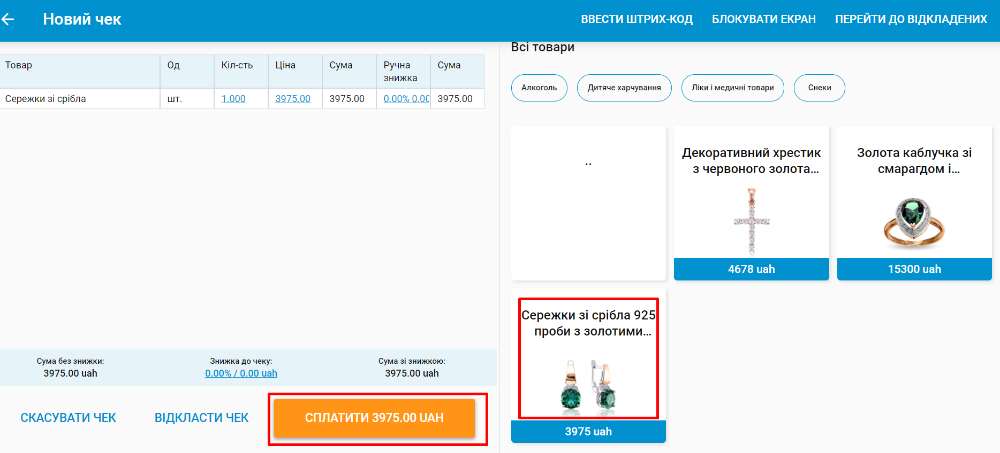 Новий чек
ВВЕСТИ ШТРИХ-КОД
БЛОКУВАТИ ЕКРАН
ПЕРЕЙТИ ДО ВІДКЛАДЕНИХ
Товар
Од
Кіл-сть
Ціна
Сума
Ручна
знижка
Сума
Сережки зі срібла
шт.
1.000
3975.00
3975.00
0.00% 0.00
3975.00
Сума без знижки:
3975.00 uah
Знижка до чеку:
0.00% / 0.00 uah
Сума зі знижкою:
3975.00 uah
СКАСУВАТИ ЧЕК
ВІДКЛАСТИ ЧЕК
СПЛАТИТИ 3975.00 UAH
Всі товари
Алкоголь
Дитяче харчування
Ліки і медичні товари
Снеки
..
Декоративний хрестик
з червоного золота...
4678 uah
Золота каблучка зі
смарагдом і...
15300 uah
Сережки зі срібла 925
проби з золотими...
3975 uah